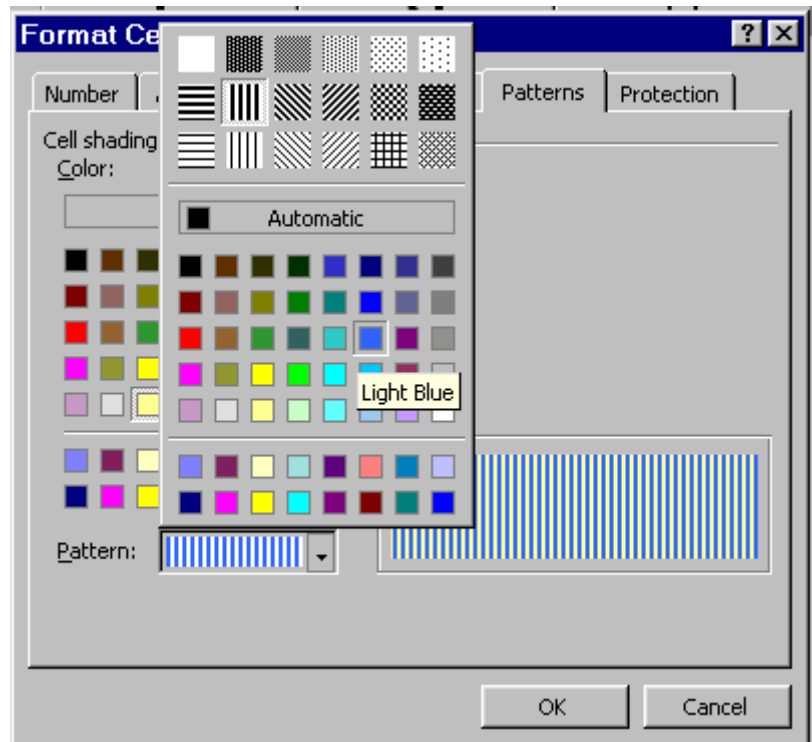 Format Ce
Number
Patterns
Protection
Cell shading
Color:
Automatic
Light Blue
Pattern:
OK
Cancel